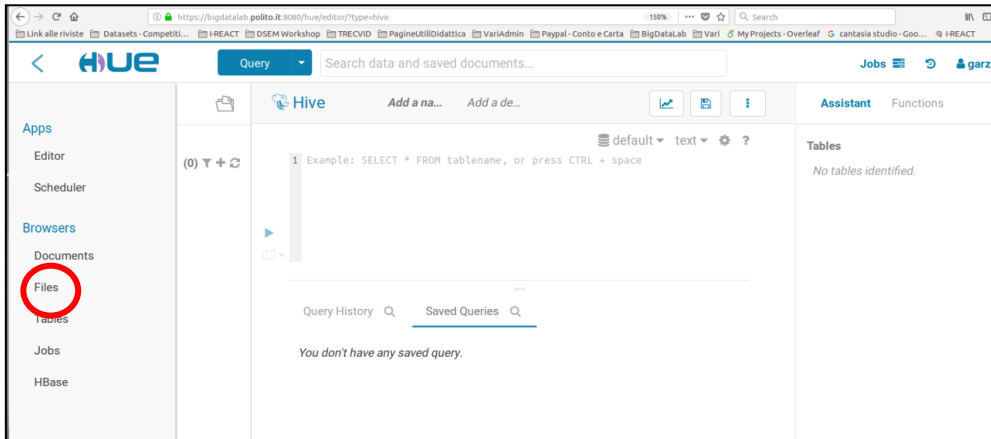 https://bigdatalab.polito.it:8080/hue/editor/?type=hive 150% Search
Link alle riviste Datasets - Competiti... I-REACT DSEM Workshop TRECVID PagineUtiliDidattica VariAdmin Paypal - Conto e Carta BigDataLab Vari My Projects - Overleaf cantasia studio - Goo... I-REACT
HUE Query Search data and saved documents... Jobs garz
Hive Add a na... Add a de... Assistant Functions
Apps
default text ? Tables
Editor
(0) 1 Example: SELECT * FROM tablename, or press CTRL + space No tables identified.
Scheduler
Browsers
Documents
Files
Tables
Query History Saved Queries
Jobs
You don't have any saved query.
HBase